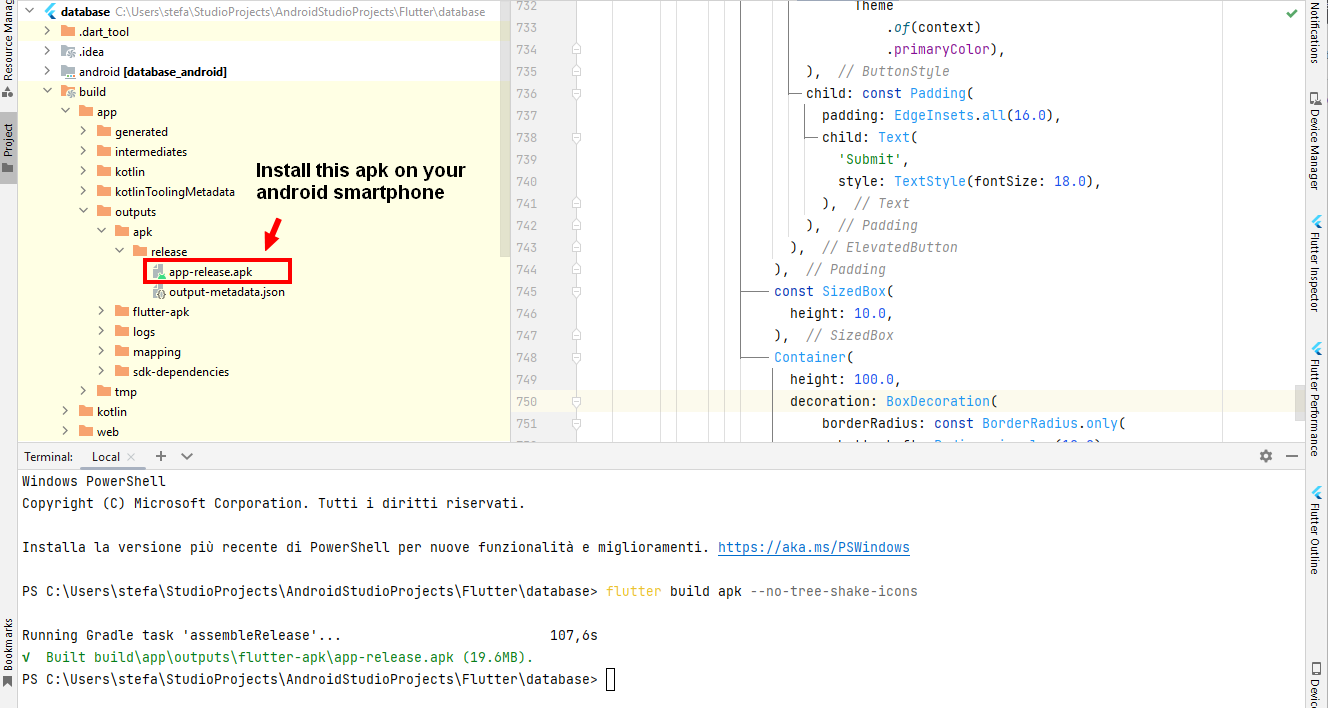 database C:\Users\stefa\StudioProjects\AndroidStudioProjects\Flutter\database
.dart_tool
.idea
android [database_android]
build
app
generated
intermediates
kotlin
kotlinToolingMetadata
outputs
apk
release
app-release.apk
output-metadata.json
flutter-apk
logs
mapping
sdk-dependencies
tmp
kotlin
web
Install this apk on your
android smartphone
732 Theme
733 .of(context)
734 .primaryColor),
735 ), // ButtonStyle
736 child: const Padding(
737 padding: EdgeInsets.all(16.0),
738 child: Text(
739 'Submit',
740 style: TextStyle(fontSize: 18.0),
741 ), // Text
742 ), // Padding
743 ), // ElevatedButton
744 ), // Padding
745 const SizedBox(
746 height: 10.0,
747 ), // SizedBox
748 Container(
749 height: 100.0,
750 decoration: BoxDecoration(
751 borderRadius: const BorderRadius.only(
Resource Manag
Project
Bookmarks
Notifications
Device Manager
Flutter Inspector
Flutter Performance
Flutter Outline
Device
Terminal: Local
Windows PowerShell
Copyright (C) Microsoft Corporation. Tutti i diritti riservati.
Installa la versione più recente di PowerShell per nuove funzionalità e miglioramenti. https://aka.ms/PSWindows
PS C:\Users\stefa\StudioProjects\AndroidStudioProjects\Flutter\database> flutter build apk --no-tree-shake-icons
Running Gradle task 'assembleRelease'... 107,6s
√ Built build\app\outputs\flutter-apk\app-release.apk (19.6MB).
PS C:\Users\stefa\StudioProjects\AndroidStudioProjects\Flutter\database>